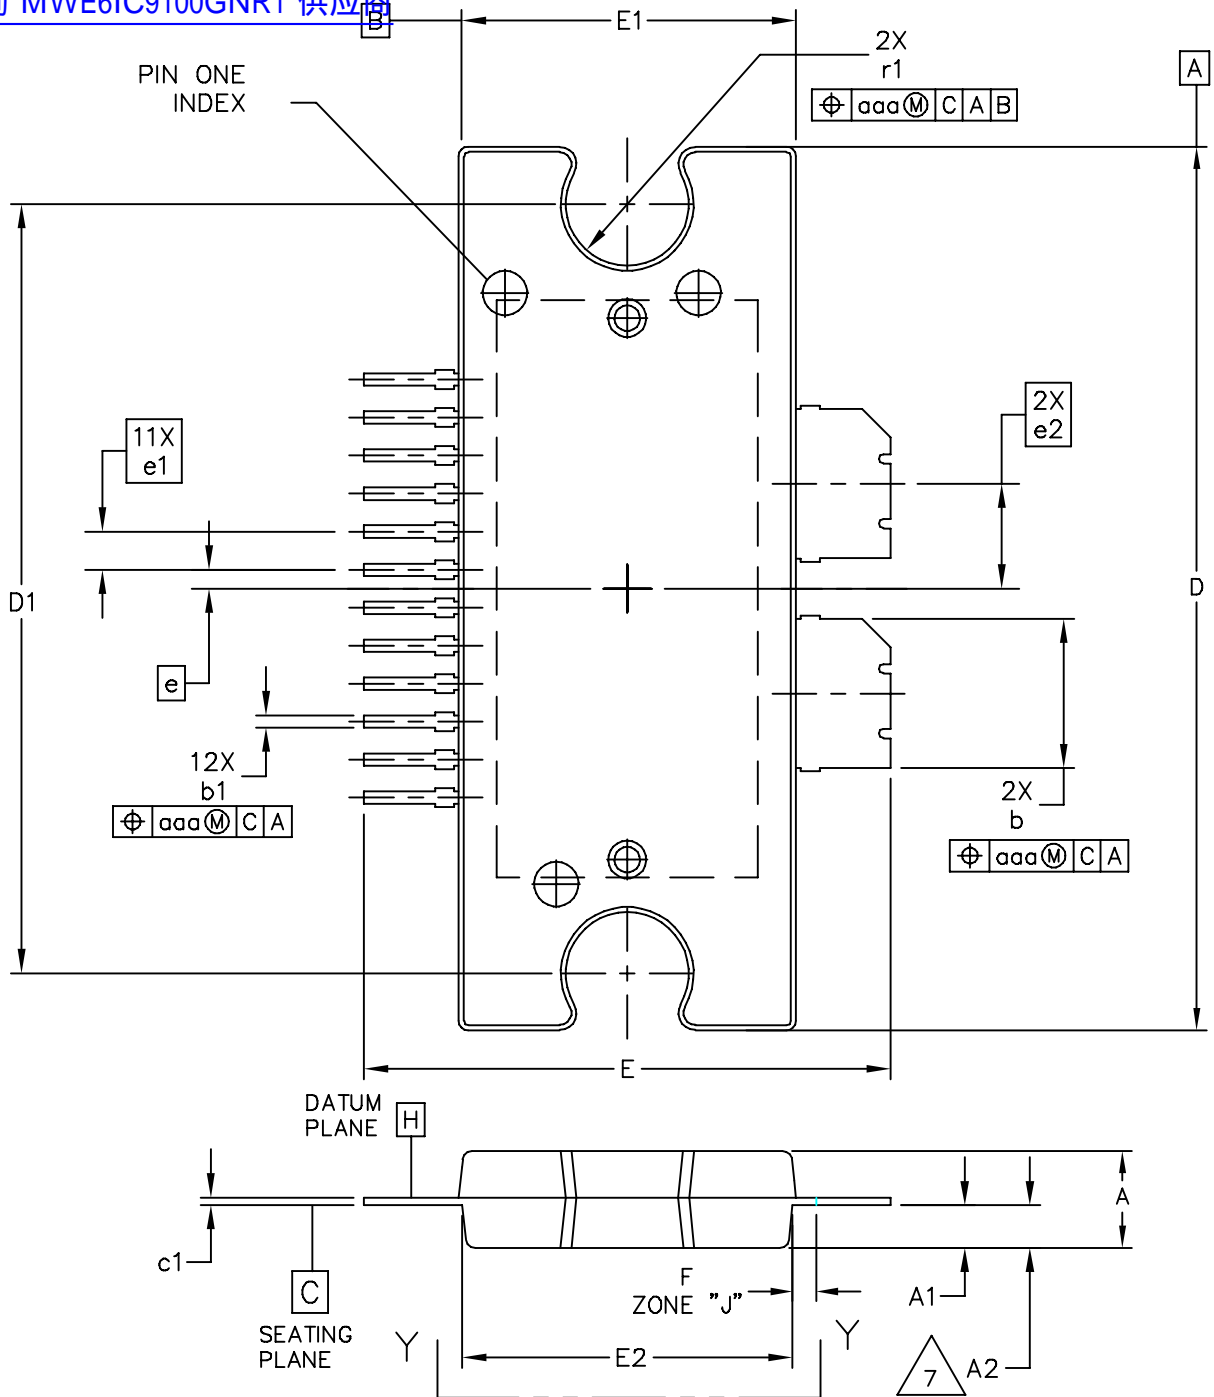 MWE6IC9100GNR1 供应商
B
E1
2X
r1
⌖ aaa Ⓜ C A B
A
PIN ONE
INDEX
11X
e1
2X
e2
D1
D
e
12X
b1
⌖ aaa Ⓜ C A
2X
b
⌖ aaa Ⓜ C A
E
DATUM
PLANE
H
A
c1
C
SEATING
PLANE
F
ZONE "J"
A1
Y
Y
E2
7
A2